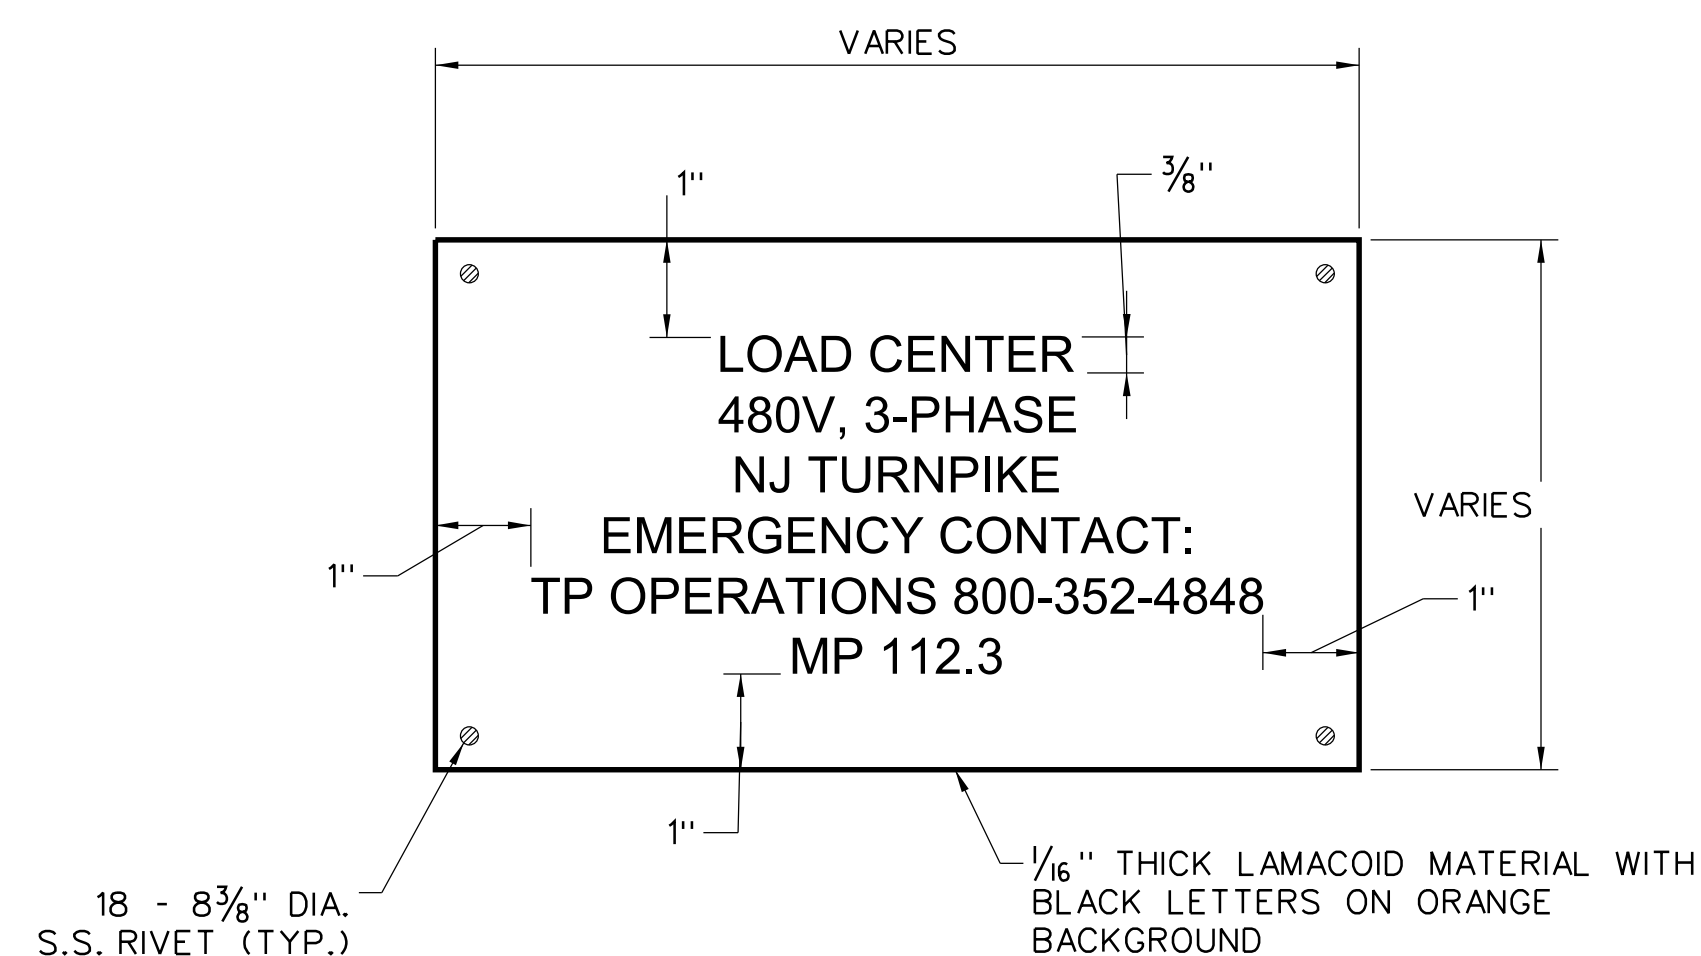 VARIES
1"
3/8"
LOAD CENTER
480V, 3-PHASE
NJ TURNPIKE
EMERGENCY CONTACT:
TP OPERATIONS 800-352-4848
MP 112.3
VARIES
1"
1"
1"
18 - 8 3/8" DIA.
S.S. RIVET (TYP.)
1/16" THICK LAMACOID MATERIAL WITH
BLACK LETTERS ON ORANGE
BACKGROUND